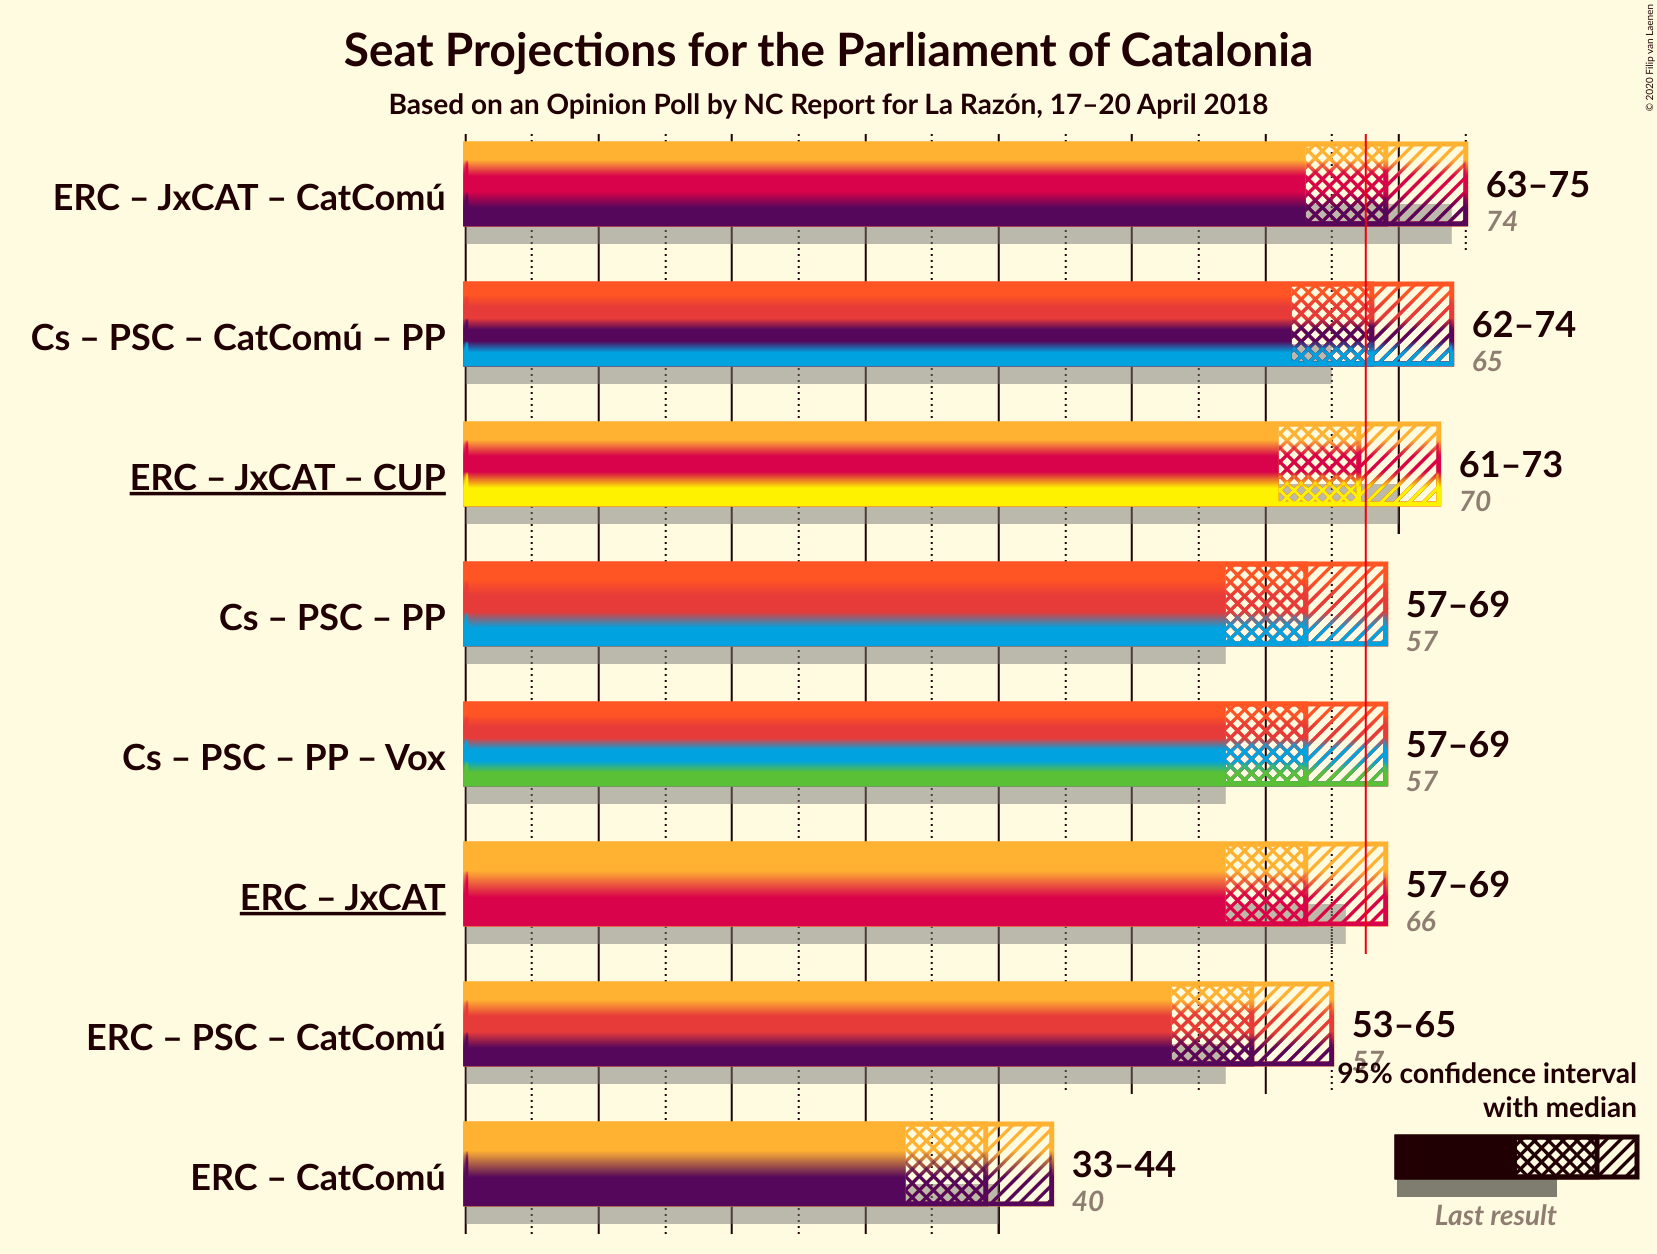 Seat Projections for the Parliament of Catalonia
Based on an Opinion Poll by NC Report for La Razón, 17–20 April 2018
© 2020 Filip van Laenen
ERC – JxCAT – CatComú
63–75
74
Cs – PSC – CatComú – PP
62–74
65
ERC – JxCAT – CUP
61–73
70
Cs – PSC – PP
57–69
57
Cs – PSC – PP – Vox
57–69
57
ERC – JxCAT
57–69
66
ERC – PSC – CatComú
53–65
57
95% confidence interval
with median
ERC – CatComú
33–44
40
Last result